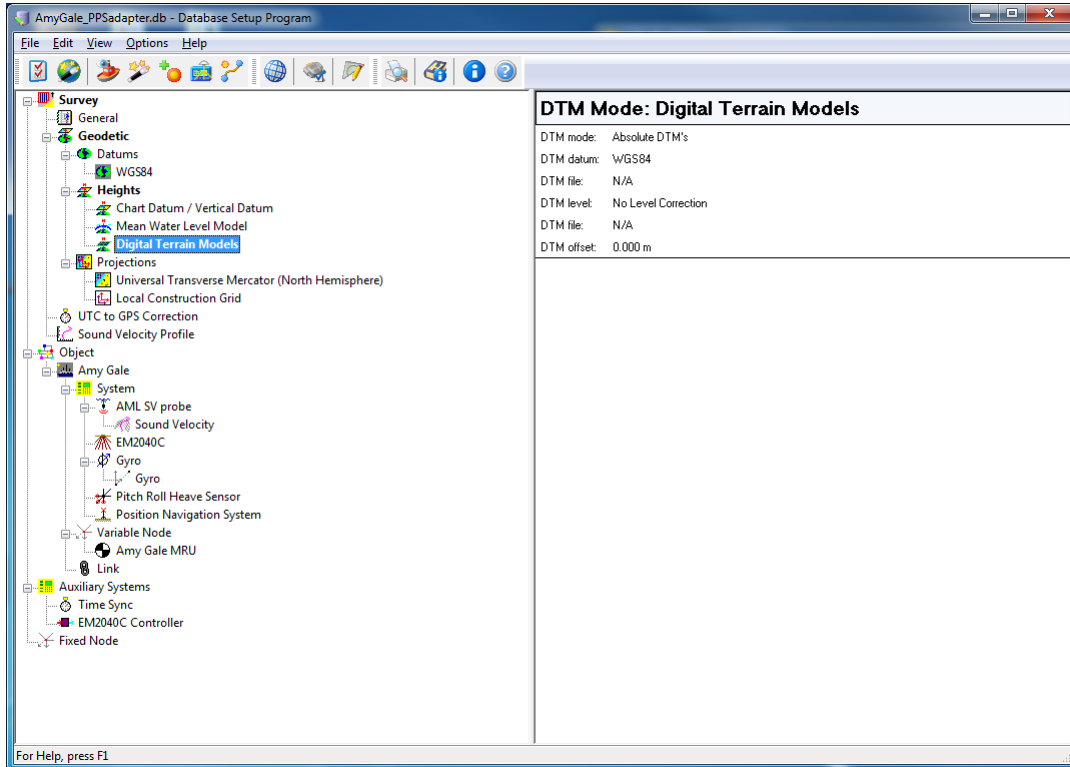 AmyGale_PPSadapter.db - Database Setup Program
File Edit View Options Help
Survey
General
Geodetic
Datums
WGS84
Heights
Chart Datum / Vertical Datum
Mean Water Level Model
Digital Terrain Models
Projections
Universal Transverse Mercator (North Hemisphere)
Local Construction Grid
UTC to GPS Correction
Sound Velocity Profile
Object
Amy Gale
System
AML SV probe
Sound Velocity
EM2040C
Gyro
Gyro
Pitch Roll Heave Sensor
Position Navigation System
Variable Node
Amy Gale MRU
Link
Auxiliary Systems
Time Sync
EM2040C Controller
Fixed Node
DTM Mode: Digital Terrain Models
DTM mode: Absolute DTM's
DTM datum: WGS84
DTM file: N/A
DTM level: No Level Correction
DTM file: N/A
DTM offset: 0.000 m
For Help, press F1